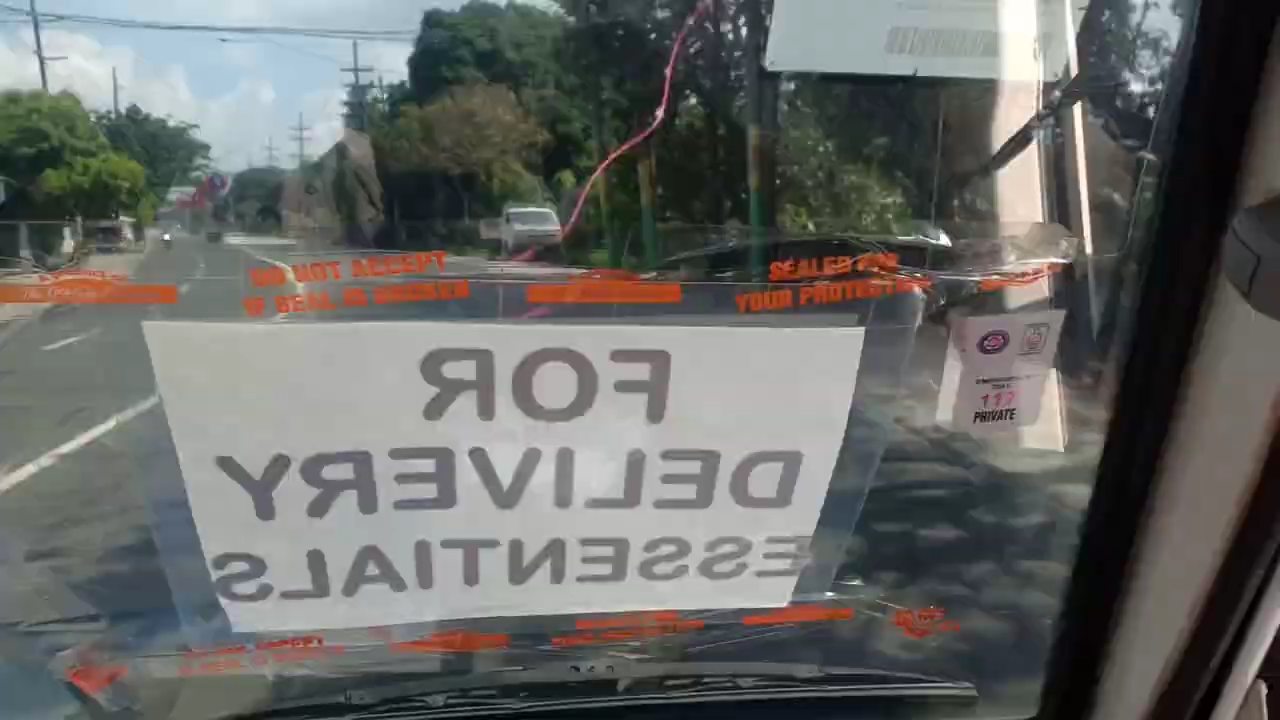 DO NOT ACCEPT
IF SEAL IS BROKEN
SEALED FOR
YOUR PROTECTION
FOR
DELIVERY
ESSENTIALS
PRIVATE